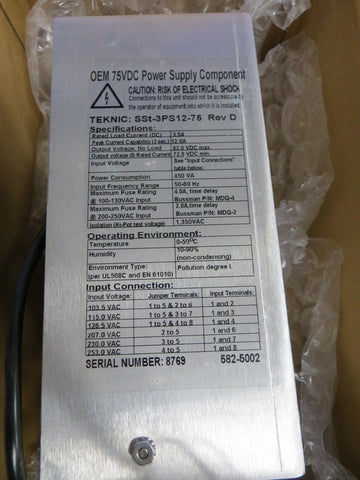 OEM 75VDC Power Supply Component
CAUTION: RISK OF ELECTRICAL SHOCK
Connections to this unit should not be accessible by the operator
of equipment into which it is installed.
TEKNIC: SSt-3PS12-75 Rev D
Specifications:
Rated Load Current (DC) 3.5A
Peak Current Capability (3 sec.) 12.0A
Output Voltage, No Load 82.0 VDC max.
Output voltage @ Rated Current 72.0 VDC min.
Input Voltage See "Input Connections"
table below.
Power Consumption 450 VA
Input Frequency Range 50-60 Hz
Maximum Fuse Rating 4.0A, time delay
@ 100-130VAC Input Bussman P/N: MDQ-4
Maximum Fuse Rating 2.0A, time delay
@ 200-250VAC Input Bussman P/N: MDQ-2
Isolation (Hi-Pot test voltage) 1,350VAC
Operating Environment:
Temperature 0-50°C
Humidity 10-90%
(non-condensing)
Environment Type: Pollution degree I.
(per UL508C and EN 61010)
Input Connection:
Input Voltage: Jumper Terminals: Input Terminals:
103.5 VAC 1 to 5 & 2 to 6 1 and 2
115.0 VAC 1 to 5 & 3 to 7 1 and 3
126.5 VAC 1 to 5 & 4 to 8 1 and 4
207.0 VAC 2 to 5 1 and 6
230.0 VAC 3 to 5 1 and 7
253.0 VAC 4 to 5 1 and 8
SERIAL NUMBER: 8769 582-5002